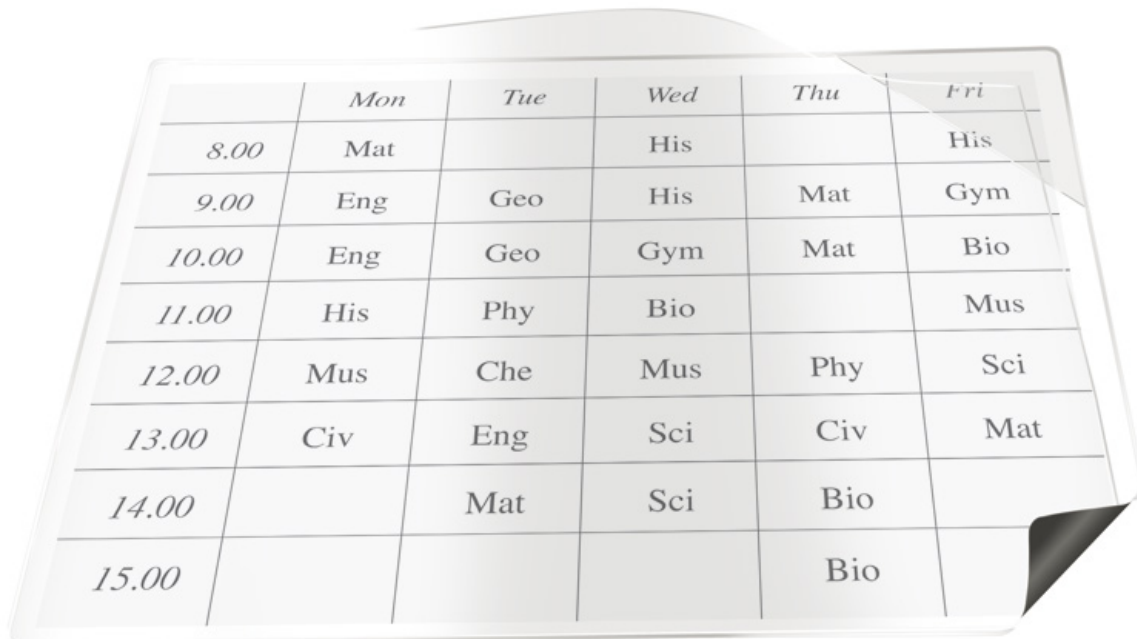 Mon Tue Wed Thu Fri
8.00 Mat His His
9.00 Eng Geo His Mat Gym
10.00 Eng Geo Gym Mat Bio
11.00 His Phy Bio Mus
12.00 Mus Che Mus Phy Sci
13.00 Civ Eng Sci Civ Mat
14.00 Mat Sci Bio
15.00 Bio